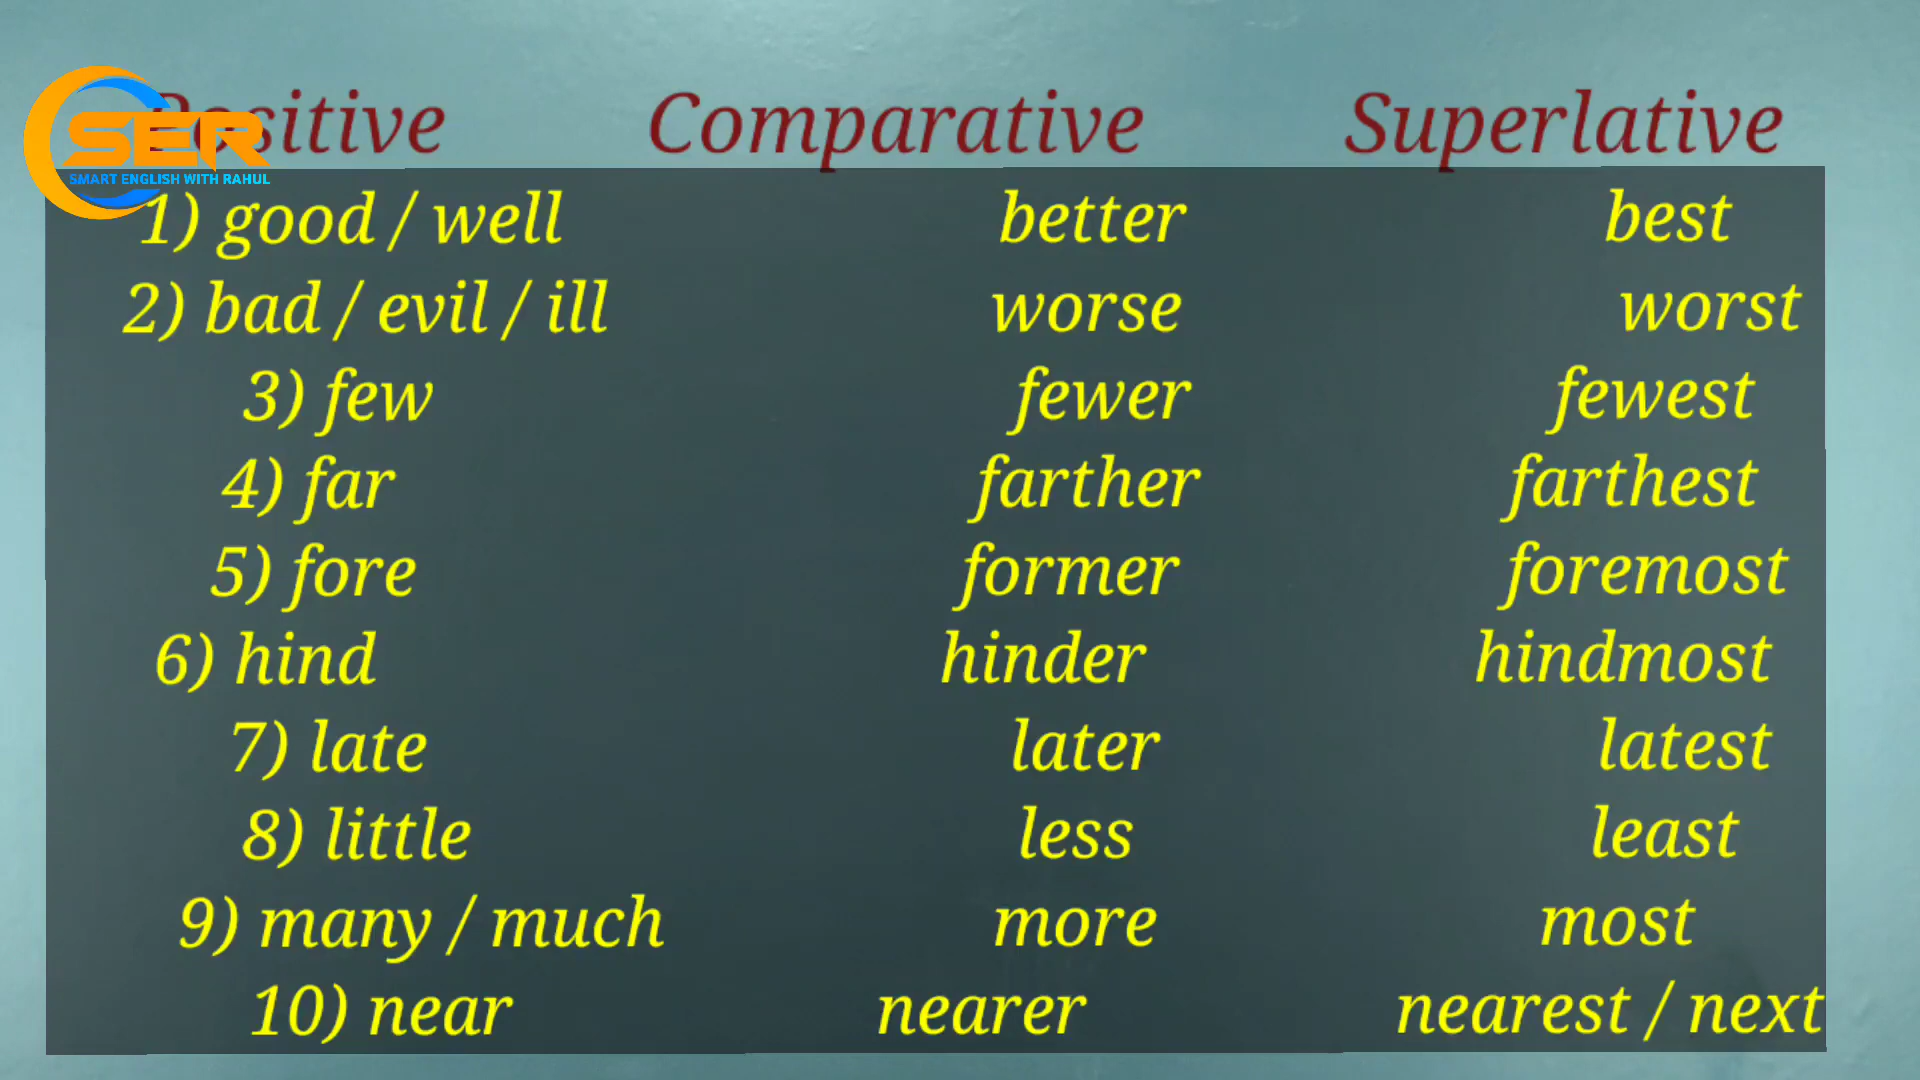 Positive Comparative Superlative
SER
SMART ENGLISH WITH RAHUL
1) good / well better best
2) bad / evil / ill worse worst
3) few fewer fewest
4) far farther farthest
5) fore former foremost
6) hind hinder hindmost
7) late later latest
8) little less least
9) many / much more most
10) near nearer nearest / next